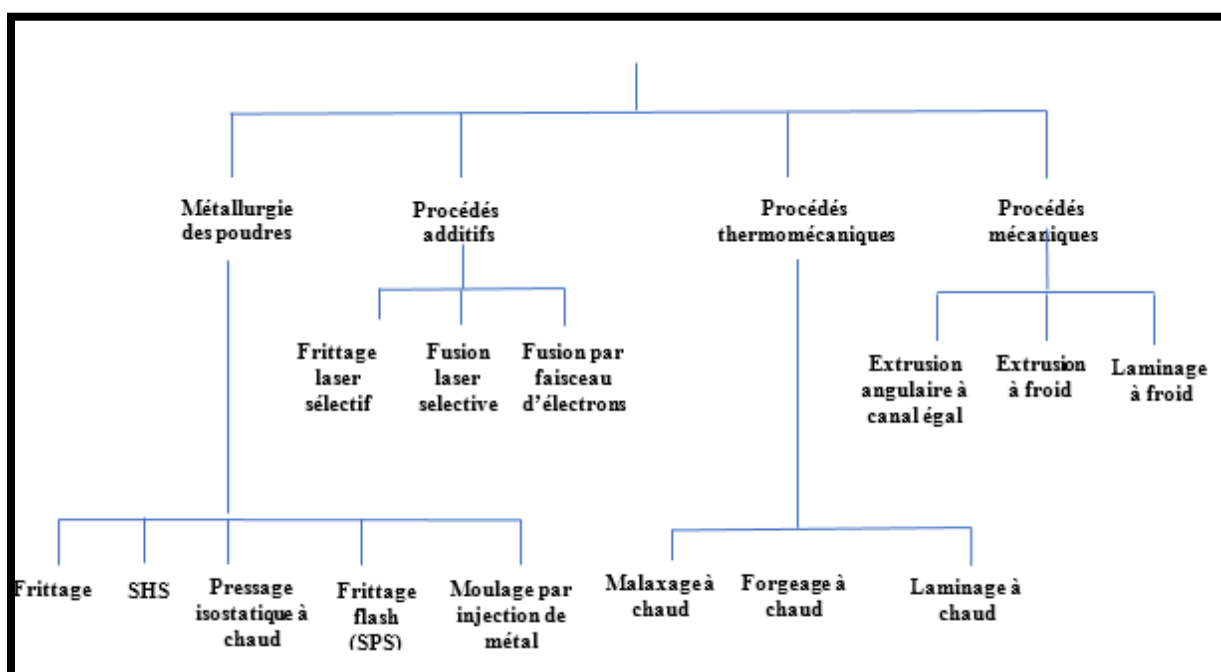 Métallurgie
des poudres
Procédés
additifs
Procédés
thermomécaniques
Procédés
mécaniques
Frittage
laser
sélectif
Fusion
laser
selective
Fusion par
faisceau
d'électrons
Extrusion
angulaire à
canal égal
Extrusion
à froid
Laminage
à froid
Frittage
SHS
Pressage
isostatique à
chaud
Frittage
flash
(SPS)
Moulage par
injection de
métal
Malaxage à
chaud
Forgeage à
chaud
Laminage à
chaud